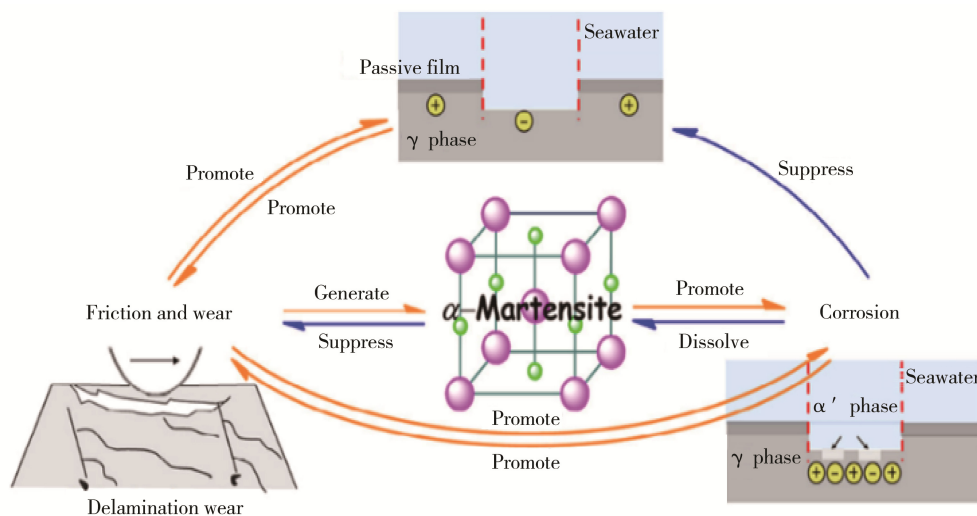 Seawater
Passive film
+
+
−
γ phase
Promote
Promote
Suppress
Generate
Promote
Friction and wear
α-Martensite
Corrosion
Suppress
Dissolve
Seawater
α′ phase
Promote
γ phase
Promote
+ − + − +
Delamination wear